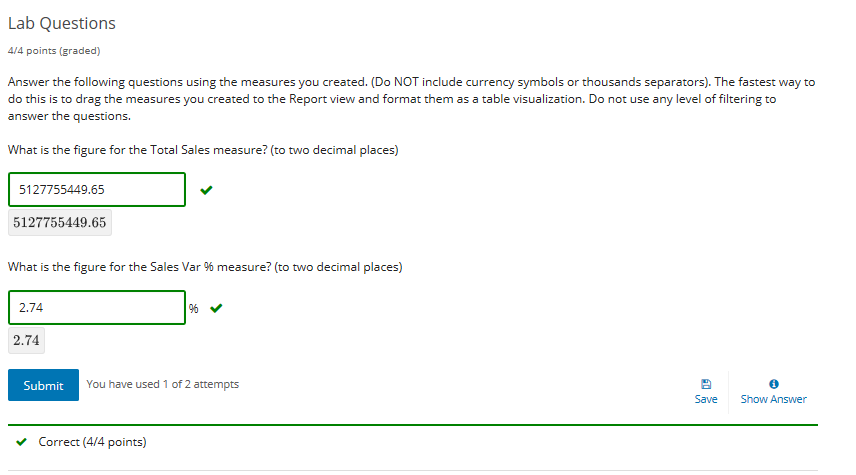 Lab Questions
4/4 points (graded)
Answer the following questions using the measures you created. (Do NOT include currency symbols or thousands separators). The fastest way to
do this is to drag the measures you created to the Report view and format them as a table visualization. Do not use any level of filtering to
answer the questions.
What is the figure for the Total Sales measure? (to two decimal places)
5127755449.65
5127755449.65
What is the figure for the Sales Var % measure? (to two decimal places)
2.74 %
2.74
Submit You have used 1 of 2 attempts
Save Show Answer
Correct (4/4 points)